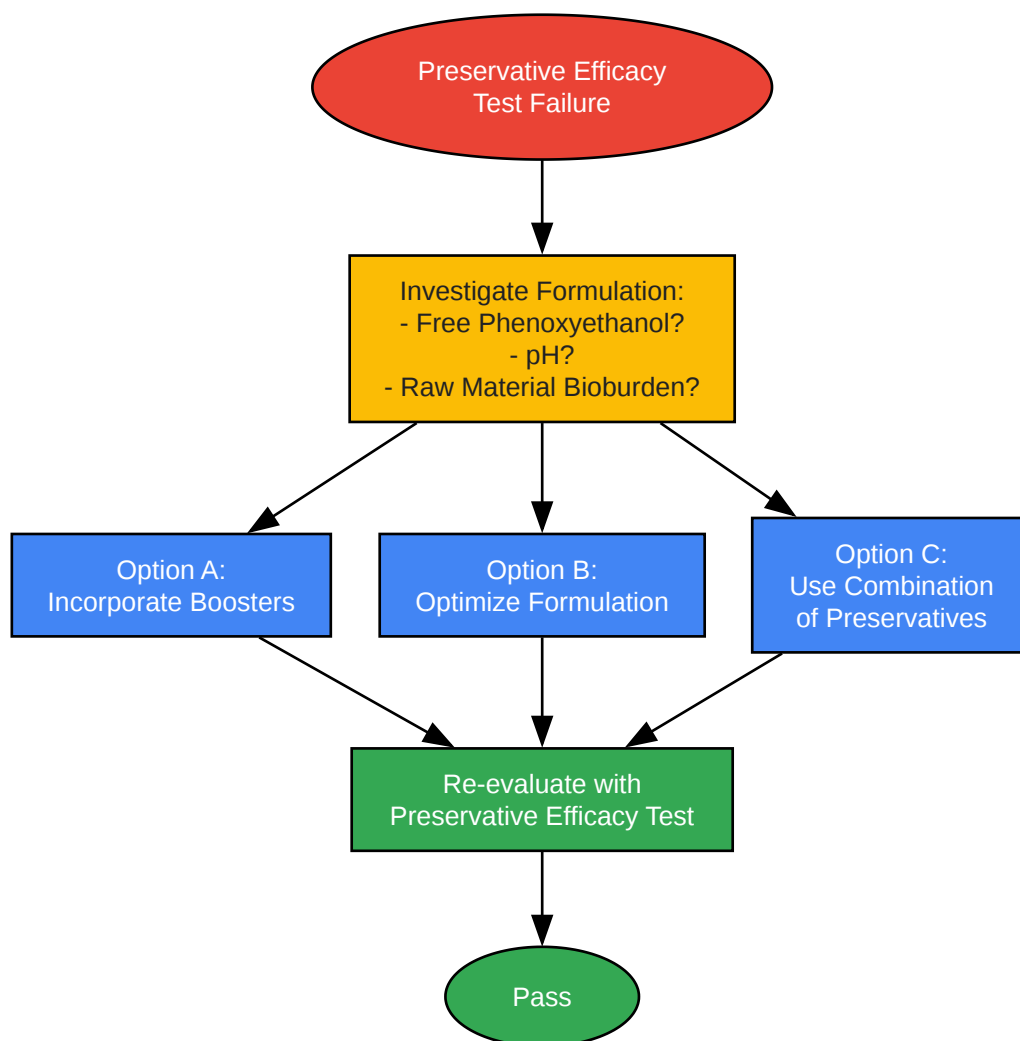 Preservative Efficacy
Test Failure
Investigate Formulation:
- Free Phenoxyethanol?
- pH?
- Raw Material Bioburden?
Option A:
Incorporate Boosters
Option B:
Optimize Formulation
Option C:
Use Combination
of Preservatives
Re-evaluate with
Preservative Efficacy Test
Pass